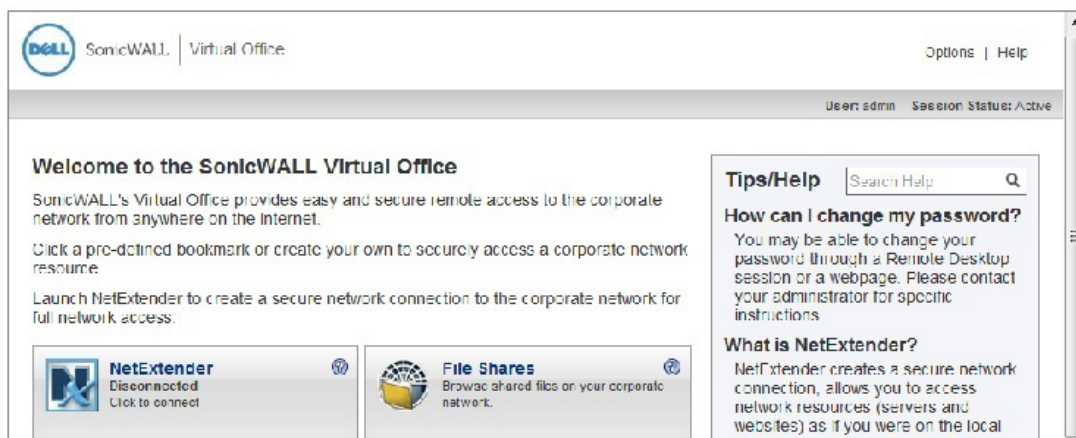 DELL SonicWALL Virtual Office
Options | Help
User: admin Session Status: Active
Welcome to the SonicWALL Virtual Office
SonicWALL's Virtual Office provides easy and secure remote access to the corporate
network from anywhere on the Internet.
Click a pre-defined bookmark or create your own to securely access a corporate network
resource
Launch NetExtender to create a secure network connection to the corporate network for
full network access.
NetExtender
Disconnected
Click to connect
File Shares
Browse shared files on your corporate
network.
Tips/Help Search Help
How can I change my password?
You may be able to change your
password through a Remote Desktop
session or a webpage. Please contact
your administrator for specific
instructions
What is NetExtender?
NetExtender creates a secure network
connection, allows you to access
network resources (servers and
websites) as if you were on the local